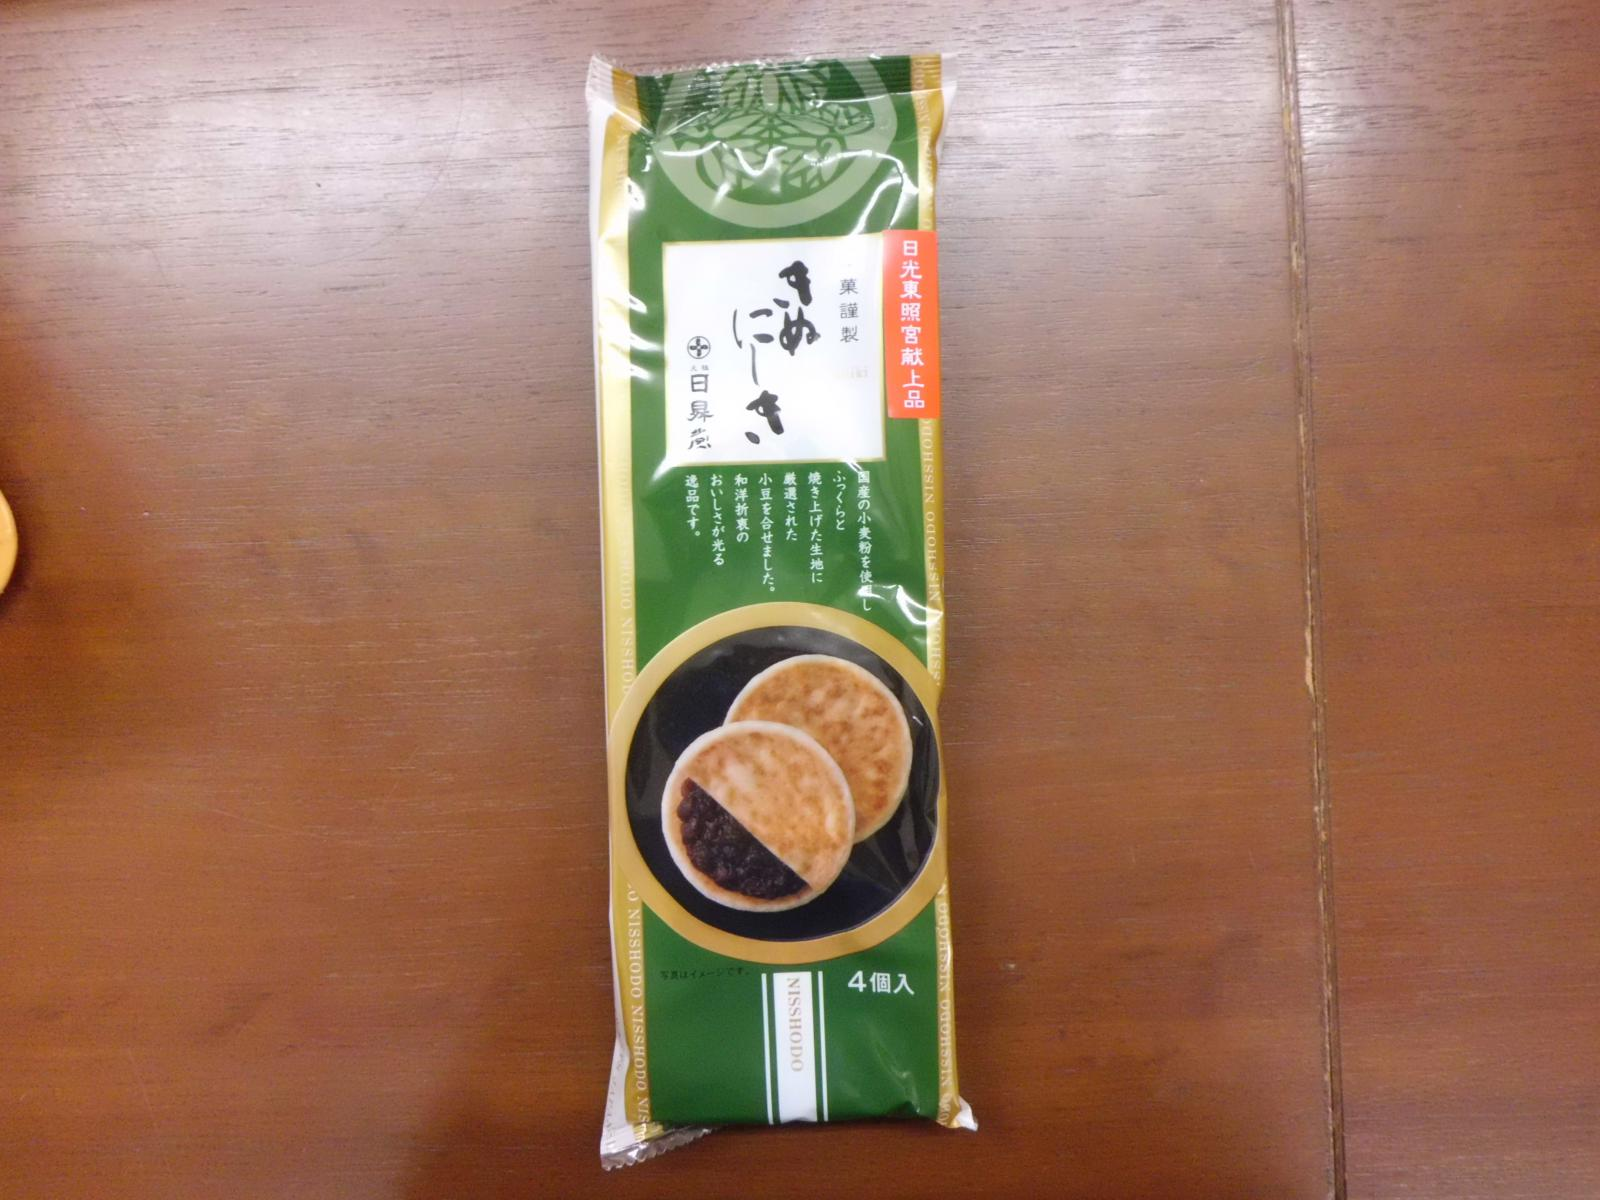 日光東照宮献上品
菓謹製
きぬ
にしき
日昇堂
国産の小麦粉を使用し
ふっくらと
焼き上げた生地に
厳選された
小豆を合せました。
和洋折衷の
おいしさが光る
逸品です。
写真はイメージです。
4個入
NISSHODO
NISSHODO NISSHODO NISSHODO